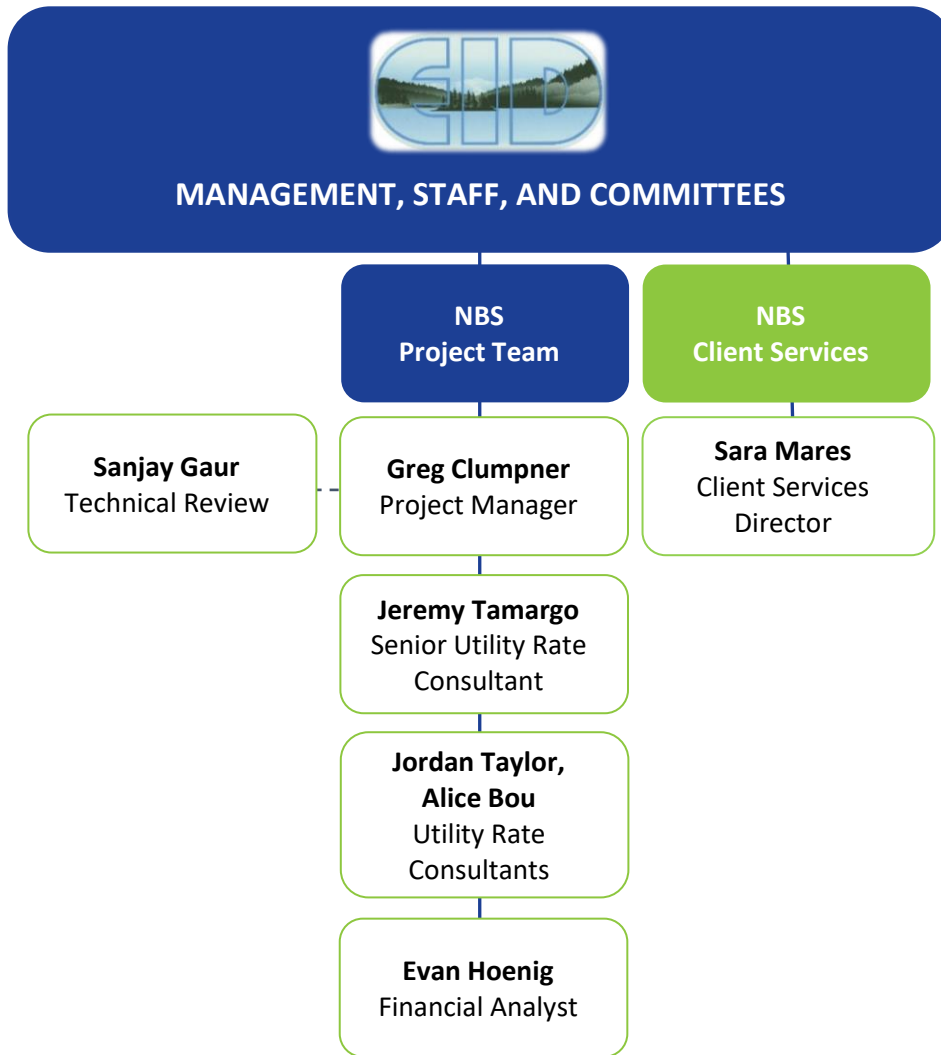 EID
MANAGEMENT, STAFF, AND COMMITTEES
NBS
Project Team
NBS
Client Services
Sanjay Gaur
Technical Review
Greg Clumpner
Project Manager
Sara Mares
Client Services
Director
Jeremy Tamargo
Senior Utility Rate
Consultant
Jordan Taylor,
Alice Bou
Utility Rate
Consultants
Evan Hoenig
Financial Analyst